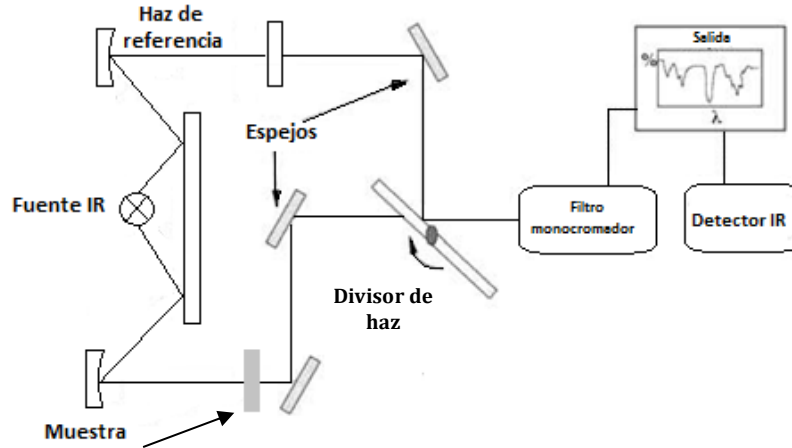 Haz de
referencia
Salida
%
λ
Espejos
Fuente IR
Filtro
monocromador
Detector IR
Divisor de
haz
Muestra